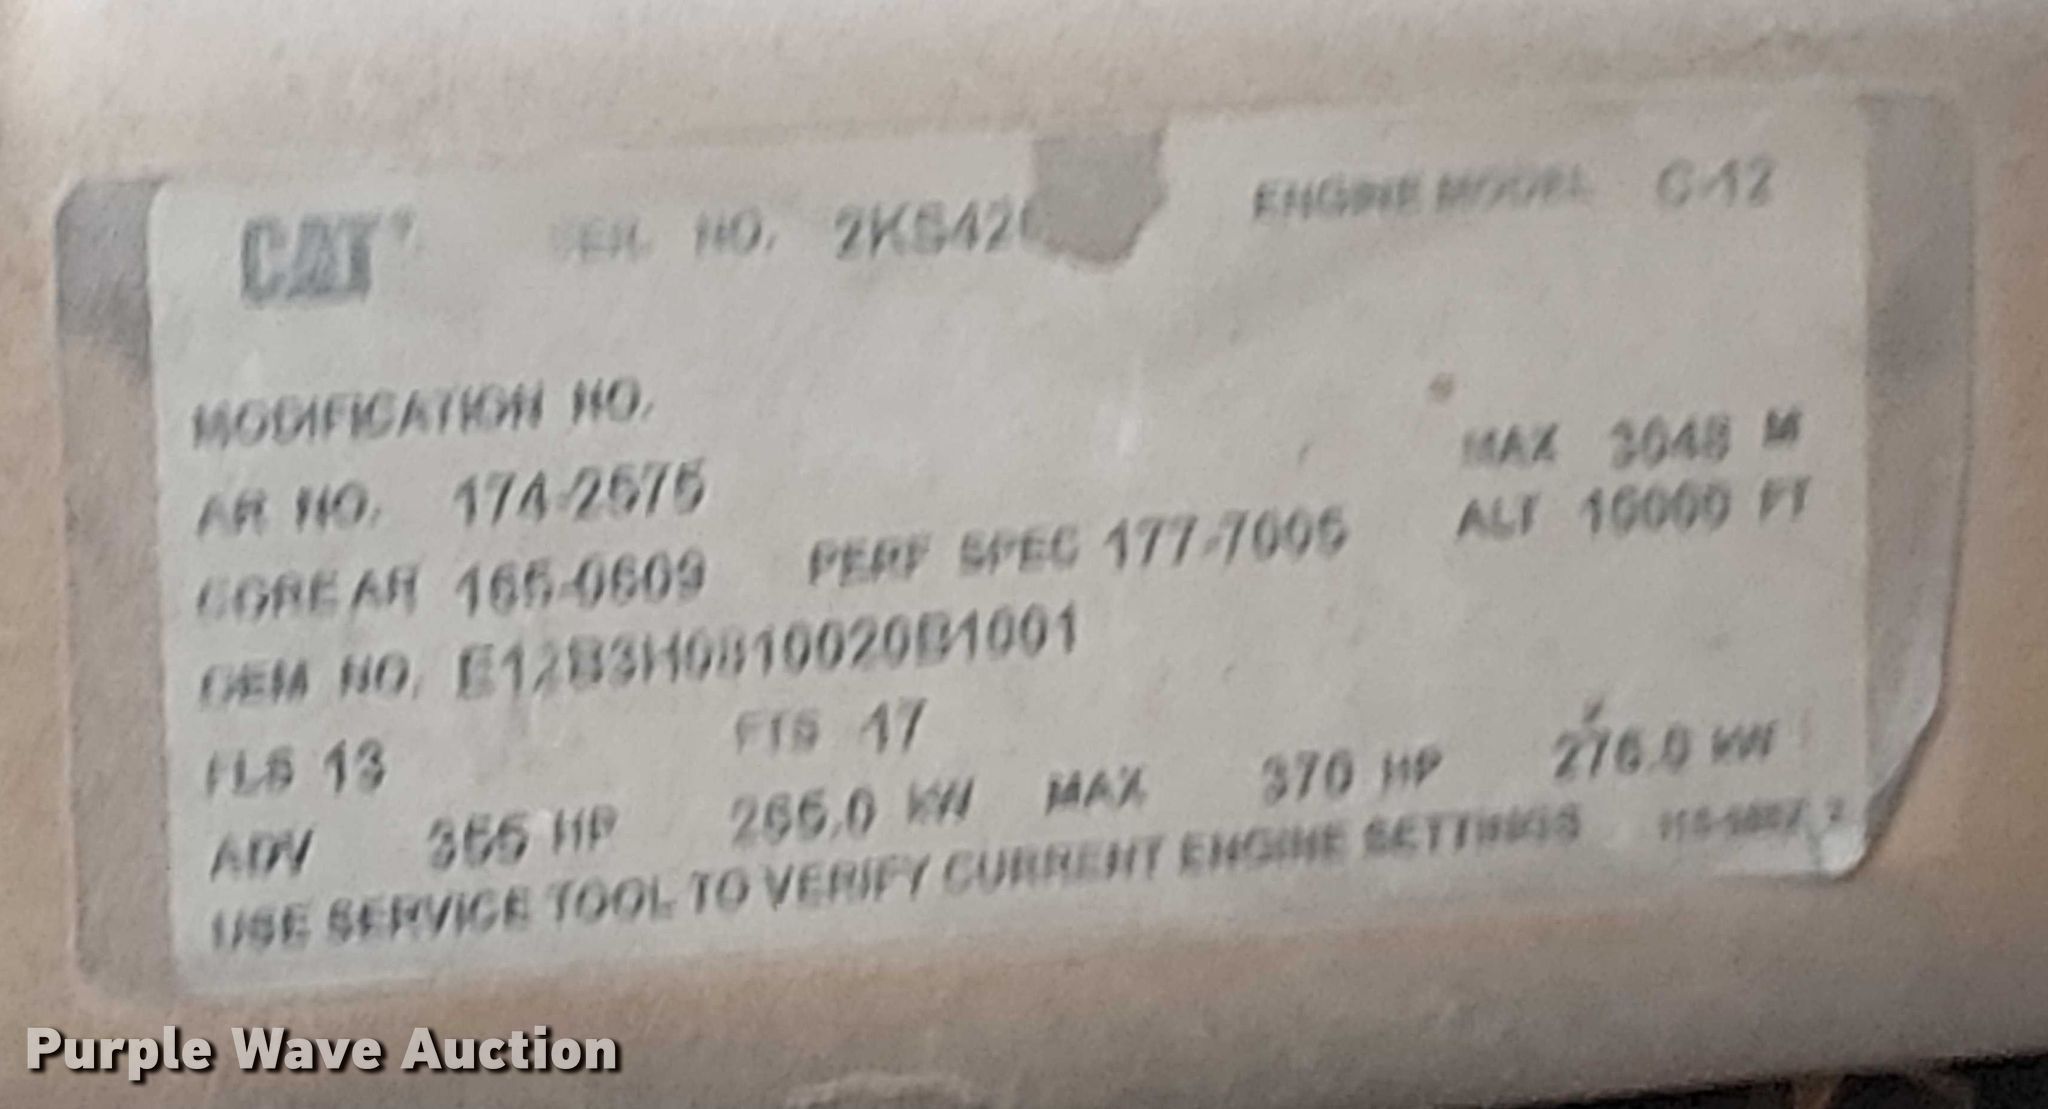 CAT® SER. NO. 2KS42 ENGINE MODEL C-12
MODIFICATION NO.
MAX 3048 M
AR NO. 174-2575
ALT 10000 FT
CORE AR 165-0609 PERF SPEC 177-7005
OEM NO. E12B3H0810020B1001
FLS 13 FTS 17
ADV 355 HP 265.0 KW MAX 370 HP 276.0 KW
USE SERVICE TOOL TO VERIFY CURRENT ENGINE SETTINGS
Purple Wave Auction